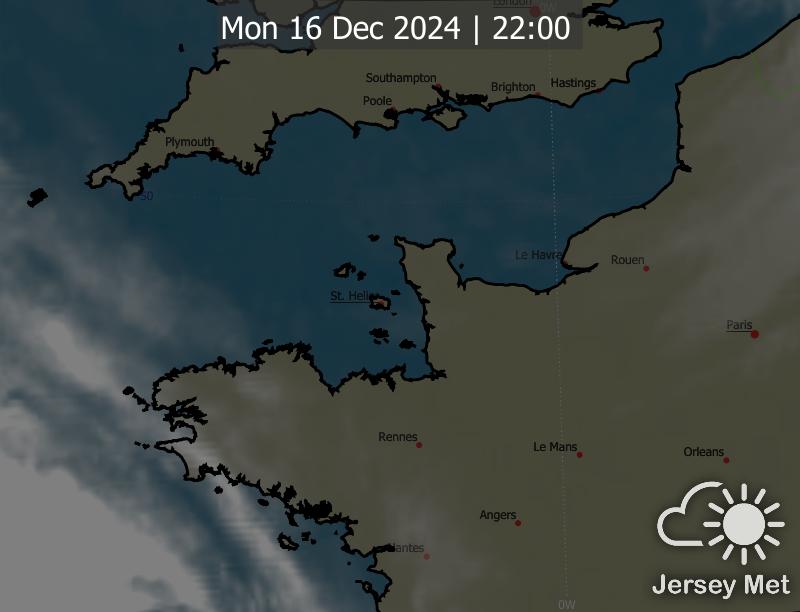 London
0W
Mon 16 Dec 2024 | 22:00
Southampton
Brighton
Hastings
Poole
Plymouth
50
Le Havre
Rouen
St. Helier
Paris
Rennes
Le Mans
Orleans
Angers
Nantes
Jersey Met
0W